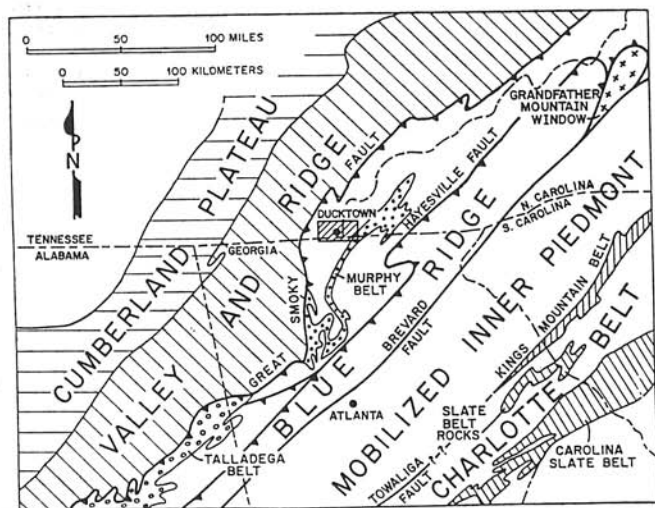 0 50 100 MILES
0 50 100 KILOMETERS
N
GRANDFATHER
MOUNTAIN
WINDOW
CUMBERLAND PLATEAU
VALLEY AND RIDGE
GREAT SMOKY FAULT
DUCKTOWN
HAYESVILLE FAULT
N. CAROLINA
S. CAROLINA
TENNESSEE
ALABAMA
GEORGIA
MURPHY
BELT
BLUE RIDGE
BREVARD
FAULT
MOBILIZED INNER PIEDMONT
KINGS MOUNTAIN BELT
ATLANTA
SLATE
BELT
ROCKS
CHARLOTTE BELT
TALLADEGA
BELT
TOWALIGA
FAULT ?-?
CAROLINA
SLATE BELT